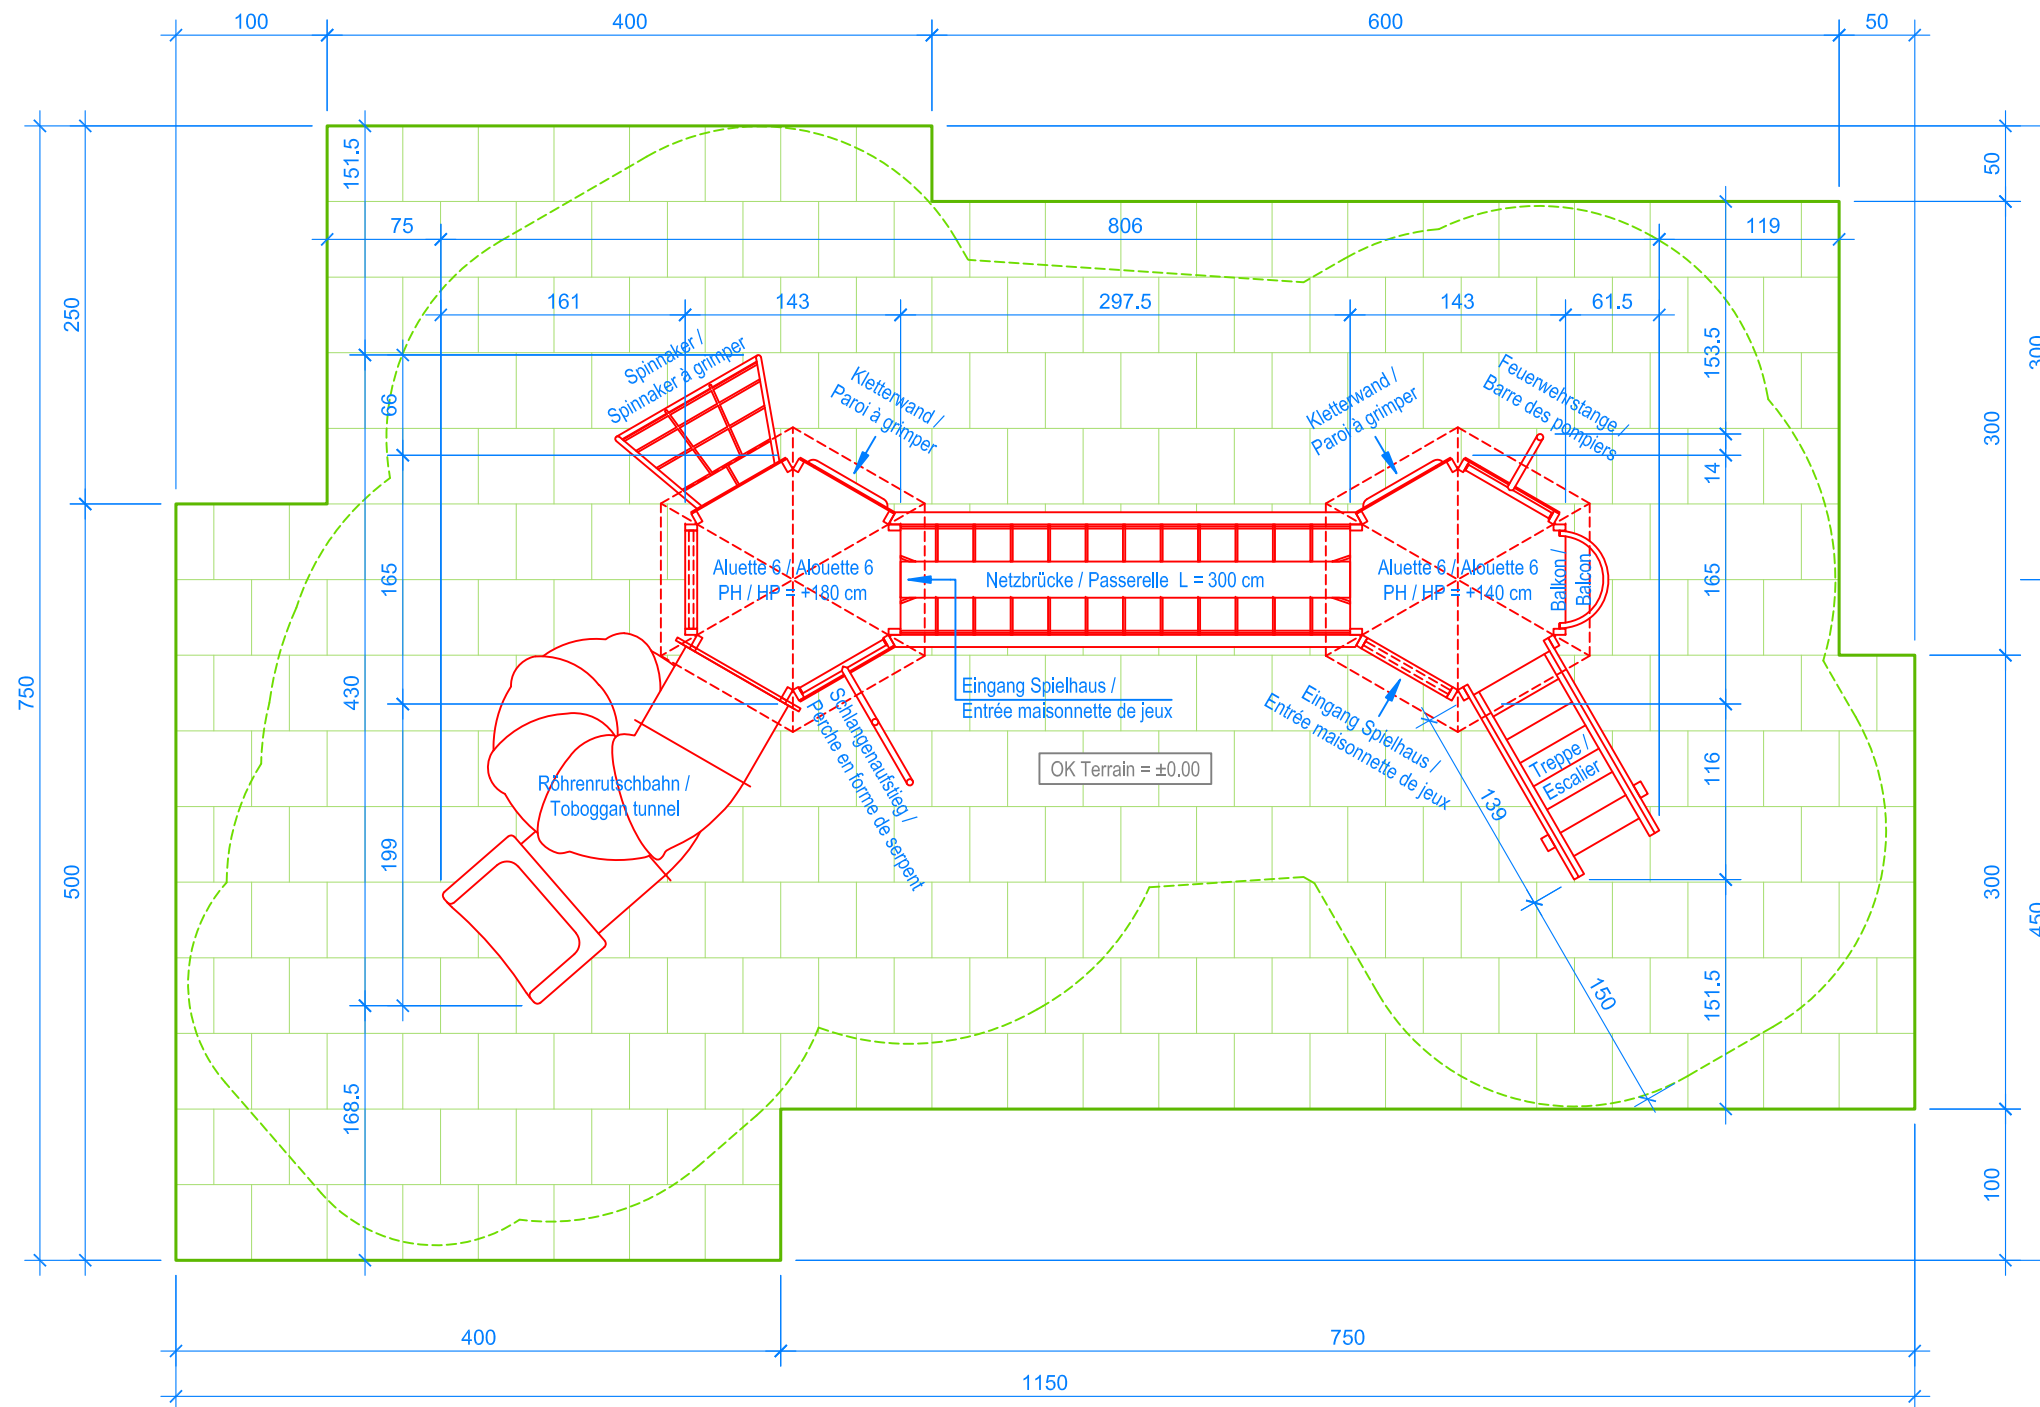 100
400
600
50
151.5
50
75
806
119
250
161
143
297.5
143
61.5
153.5
300
300
Spinnaker /
Spinnaker à grimper
Kletterwand /
Paroi à grimper
Kletterwand /
Paroi à grimper
Feuerwehrstange /
Barre des pompiers
66
14
Aluette 6 / Alouette 6
PH / HP = +180 cm
Netzbrücke / Passerelle L = 300 cm
Aluette 6 / Alouette 6
PH / HP = +140 cm
Balkon /
Balcon
165
165
750
430
Eingang Spielhaus /
Entrée maisonnette de jeux
Eingang Spielhaus /
Entrée maisonnette de jeux
Schlangenaufstieg /
Perche en forme de serpent
OK Terrain = ±0.00
Treppe /
Escalier
116
139
Röhrenrutschbahn /
Toboggan tunnel
199
500
300
450
150
151.5
168.5
100
400
750
1150